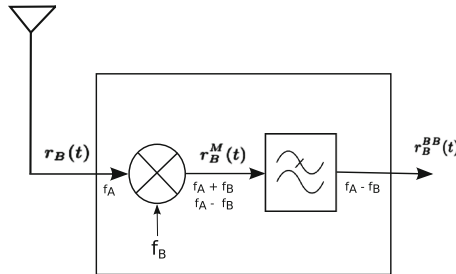 r_B(t)
r_B^M(t)
r_B^{BB}(t)
f_A
f_A + f_B
f_A - f_B
f_A - f_B
f_B